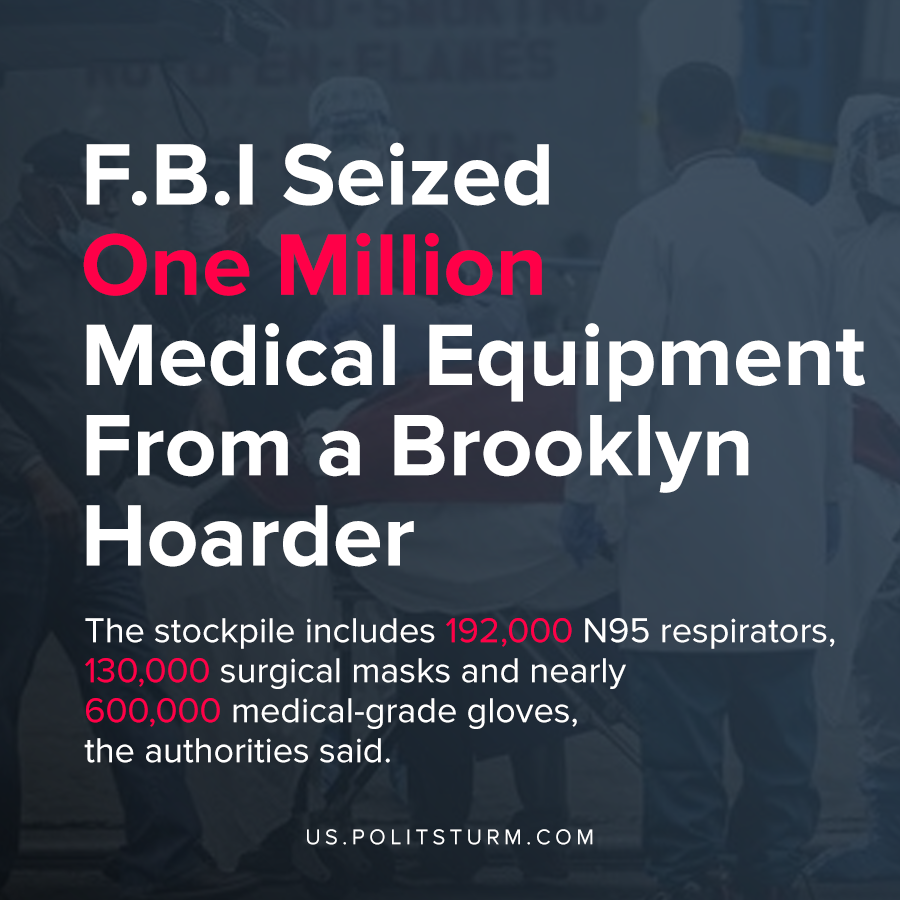 F.B.I Seized
One Million
Medical Equipment
From a Brooklyn
Hoarder
The stockpile includes 192,000 N95 respirators,
130,000 surgical masks and nearly
600,000 medical-grade gloves,
the authorities said.
US.POLITSTURM.COM